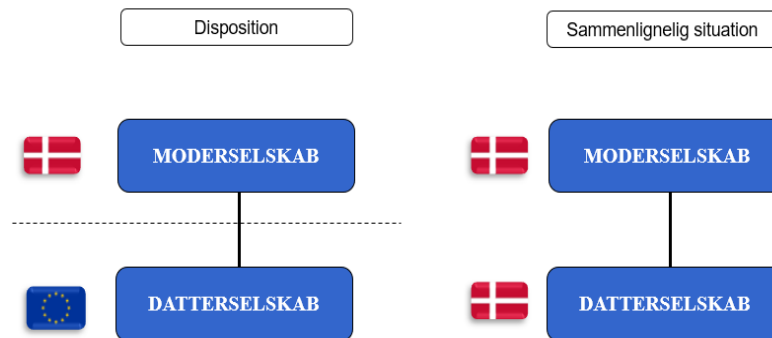 Disposition
Sammenlignelig situation
MODERSELSKAB
MODERSELSKAB
DATTERSELSKAB
DATTERSELSKAB